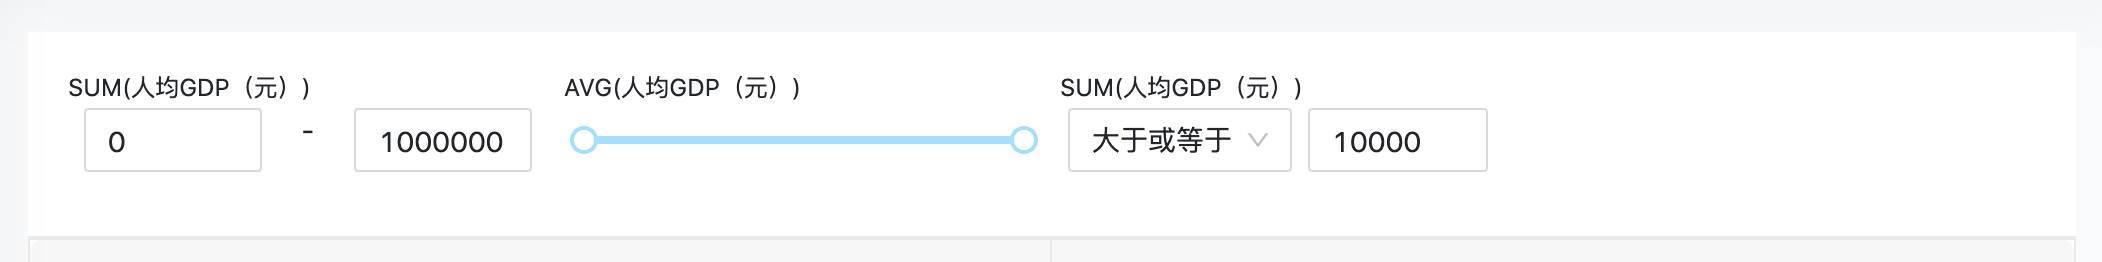 SUM(人均GDP（元）) AVG(人均GDP（元）) SUM(人均GDP（元）)
0 - 1000000 大于或等于 10000